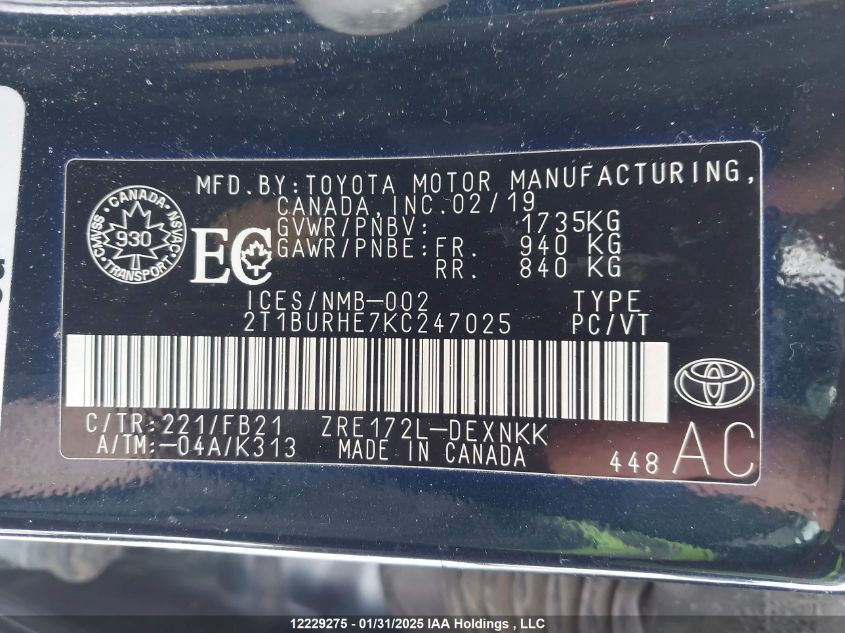 MFD. BY: TOYOTA MOTOR MANUFACTURING,
CANADA, INC. 02/19
GVWR/PNBV: 1735KG
GAWR/PNBE: FR. 940 KG
RR. 840 KG
CANADA
CMVSS NSVAC
930
TRANSPORT
EC
ICES/NMB-002 TYPE
2T1BURHE7KC247025 PC/VT
C/TR: 221/FB21 ZRE172L-DEXNKK
A/TM: -04A/K313 MADE IN CANADA
448 AC
12229275 - 01/31/2025 IAA Holdings , LLC